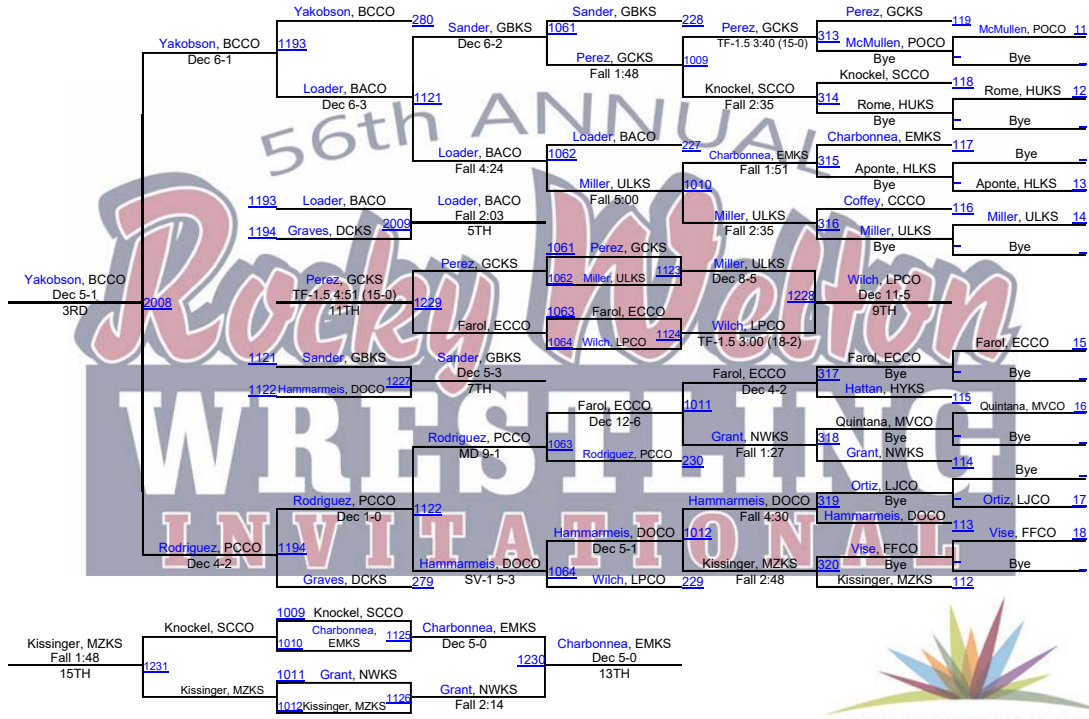 Yakobson, BCCO
280
Sander, GBKS
228
Perez, GCKS
119
McMullen, POCO 11
1193
1061
Perez, GCKS
TF-1.5 3:40 (15-0)
313
McMullen, POCO
Bye
Bye
Yakobson, BCCO
Dec 6-1
Sander, GBKS
Dec 6-2
Perez, GCKS
Fall 1:48
1009
Loader, BACO
Dec 6-3
1121
Knockel, SCCO
Fall 2:35
Knockel, SCCO
118
Rome, HUKS 12
314
Rome, HUKS
Bye
Bye
56th ANNUAL
Loader, BACO
227
Charbonnea, EMKS
117
Bye
Loader, BACO
Fall 4:24
1062
Charbonnea, EMKS
Fall 1:51
315
Aponte, HLKS
Bye
Aponte, HLKS 13
Miller, ULKS
Fall 5:00
1010
1193 Loader, BACO
Loader, BACO
Fall 2:03
5TH
2009
1194 Graves, DCKS
Miller, ULKS
Fall 2:35
Coffey, CCCO
116
Miller, ULKS 14
316
Miller, ULKS
Bye
Bye
Rocky Welton
Yakobson, BCCO
Dec 5-1
3RD
2008
Perez, GCKS
TF-1.5 4:51 (15-0)
11TH
1229
Perez, GCKS
1061 Perez, GCKS
1062 Miller, ULKS
1123
Miller, ULKS
Dec 8-5
1228
Wilch, LPCO
Dec 11-5
9TH
Farol, ECCO
1063 Farol, ECCO
1064 Wilch, LPCO
1124
Wilch, LPCO
TF-1.5 3:00 (18-2)
1121 Sander, GBKS
1122 Hammarmeis, DOCO
1227
Sander, GBKS
Dec 5-3
7TH
Farol, ECCO
Bye
Farol, ECCO 15
Bye
Farol, ECCO
Dec 4-2
317
Hattan, HYKS
115
WRESTLING
Farol, ECCO
Dec 12-6
1011
Quintana, MVCO
Bye
Quintana, MVCO 16
Bye
Rodriguez, PCCO
MD 9-1
1063
Rodriguez, PCCO
230
Grant, NWKS
Fall 1:27
318
Grant, NWKS
114
Rodriguez, PCCO
Dec 1-0
1122
Hammarmeis, DOCO
Fall 4:30
319
Ortiz, LJCO
Bye
Bye
Ortiz, LJCO 17
Hammarmeis, DOCO
113
INVITATIONAL
Rodriguez, PCCO
Dec 4-2
1194
Hammarmeis, DOCO
SV-1 5-3
Hammarmeis, DOCO
Dec 5-1
1012
Vise, FFCO
Bye
Vise, FFCO 18
Bye
1064
Kissinger, MZKS
Fall 2:48
320
Kissinger, MZKS
112
Graves, DCKS
279
Wilch, LPCO
229
Kissinger, MZKS
Fall 1:48
15TH
1231
Knockel, SCCO
1009 Knockel, SCCO
1010 Charbonnea,
EMKS
1125
Charbonnea, EMKS
Dec 5-0
1230
Charbonnea, EMKS
Dec 5-0
13TH
Kissinger, MZKS
1011 Grant, NWKS
1012 Kissinger, MZKS
1126
Grant, NWKS
Fall 2:14